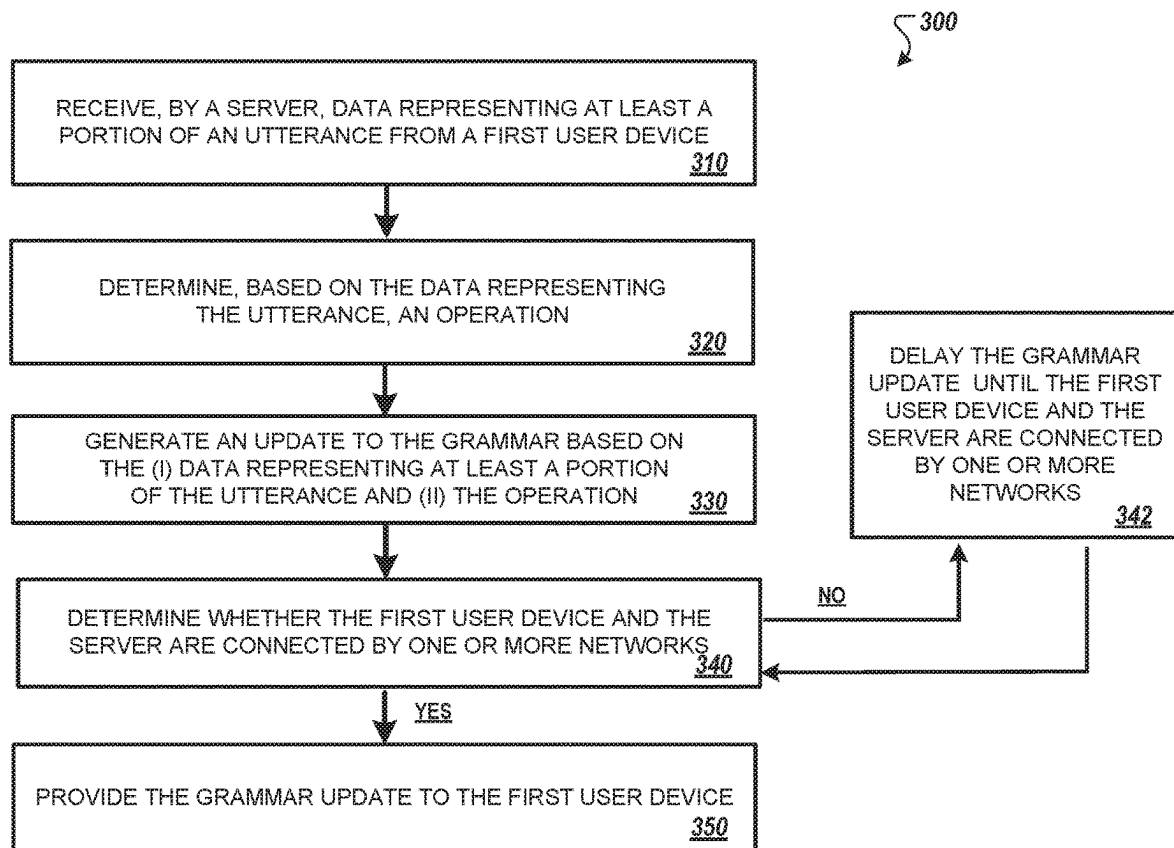 300
RECEIVE, BY A SERVER, DATA REPRESENTING AT LEAST A
PORTION OF AN UTTERANCE FROM A FIRST USER DEVICE
310
DETERMINE, BASED ON THE DATA REPRESENTING
THE UTTERANCE, AN OPERATION
320
GENERATE AN UPDATE TO THE GRAMMAR BASED ON
THE (I) DATA REPRESENTING AT LEAST A PORTION
OF THE UTTERANCE AND (II) THE OPERATION
330
DETERMINE WHETHER THE FIRST USER DEVICE AND THE
SERVER ARE CONNECTED BY ONE OR MORE NETWORKS
340
NO
DELAY THE GRAMMAR
UPDATE UNTIL THE FIRST
USER DEVICE AND THE
SERVER ARE CONNECTED
BY ONE OR MORE
NETWORKS
342
YES
PROVIDE THE GRAMMAR UPDATE TO THE FIRST USER DEVICE
350